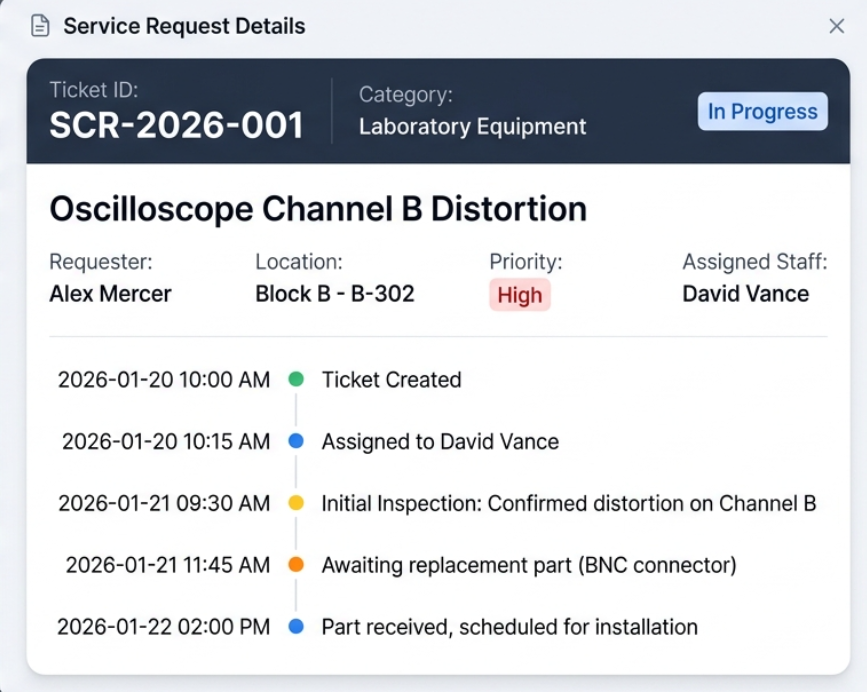 Service Request Details
Ticket ID:
SCR-2026-001
Category:
Laboratory Equipment
In Progress
Oscilloscope Channel B Distortion
Requester:
Alex Mercer
Location:
Block B - B-302
Priority:
High
Assigned Staff:
David Vance
2026-01-20 10:00 AM Ticket Created
2026-01-20 10:15 AM Assigned to David Vance
2026-01-21 09:30 AM Initial Inspection: Confirmed distortion on Channel B
2026-01-21 11:45 AM Awaiting replacement part (BNC connector)
2026-01-22 02:00 PM Part received, scheduled for installation